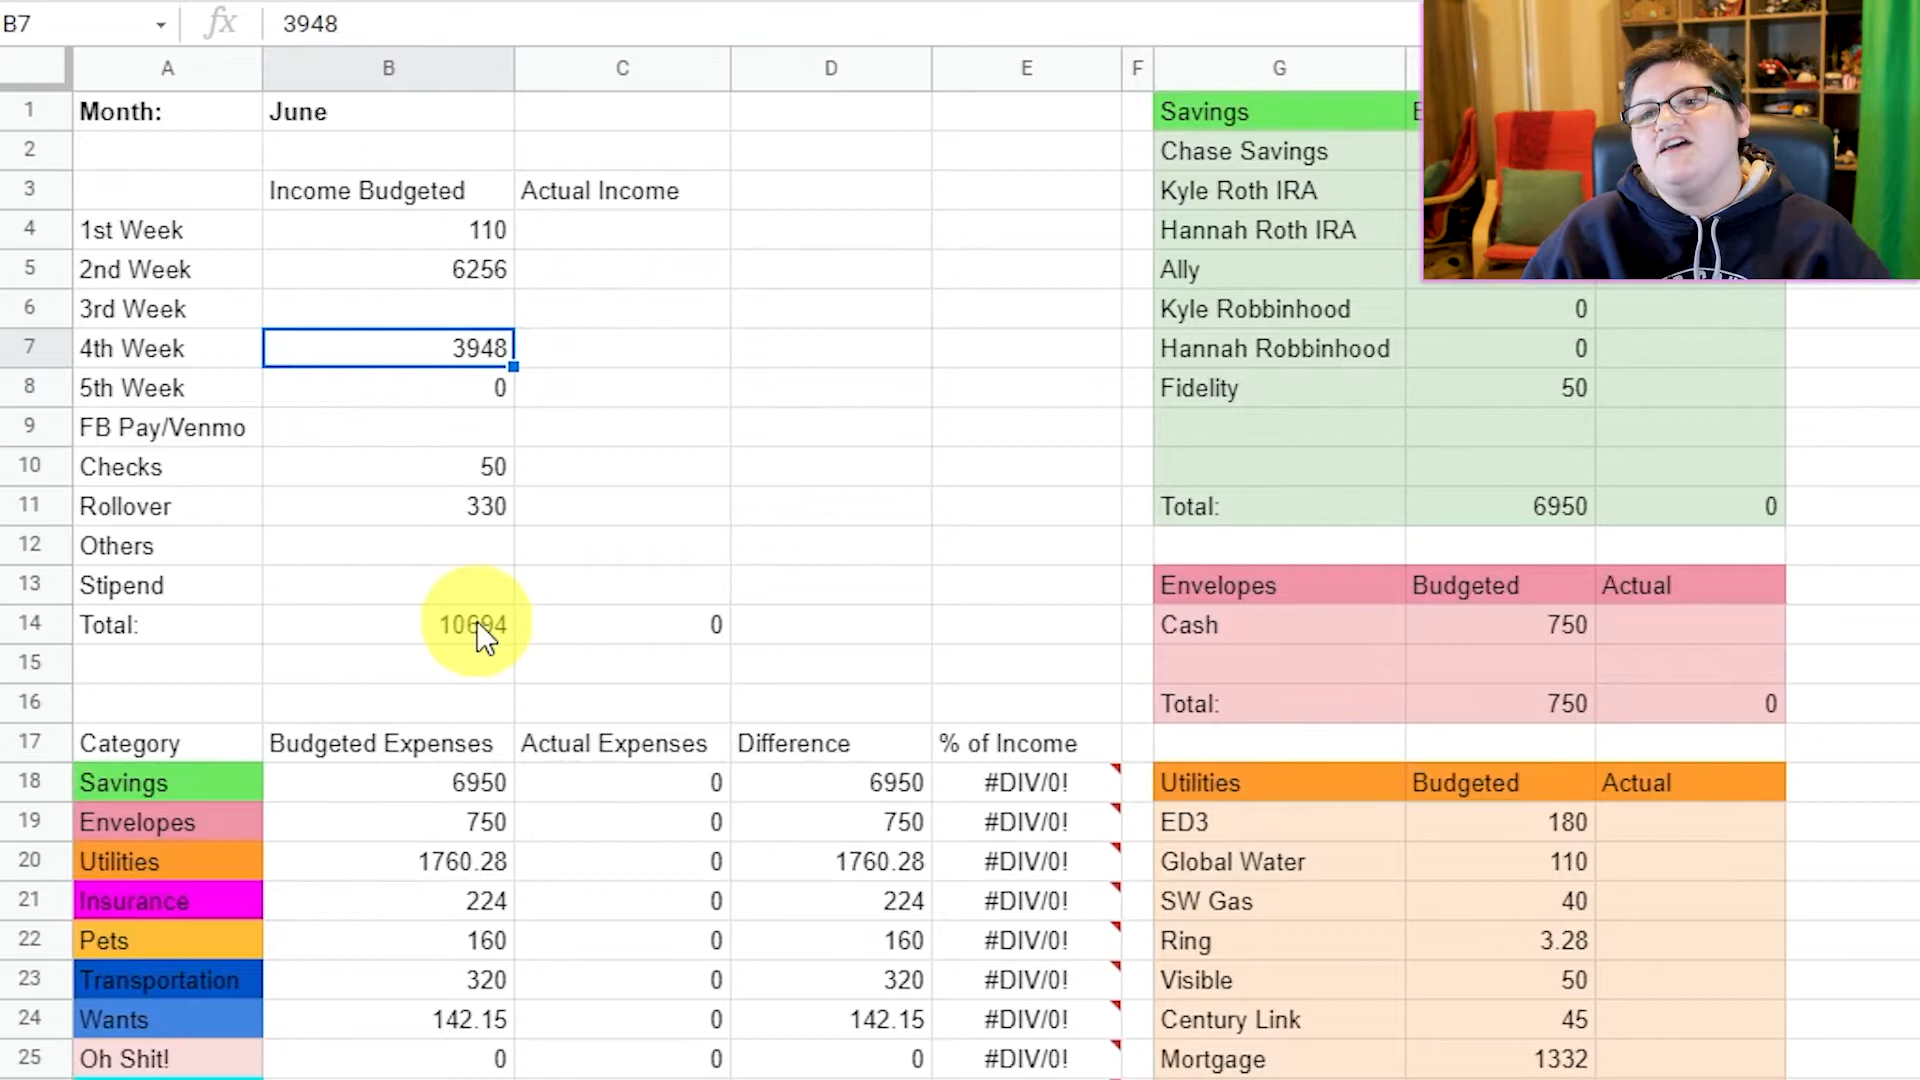 B7 fx 3948
A B C D E F G
1 Month: June Savings
2 Chase Savings
3 Income Budgeted Actual Income Kyle Roth IRA
4 1st Week 110 Hannah Roth IRA
5 2nd Week 6256 Ally
6 3rd Week Kyle Robbinhood 0
7 4th Week 3948 Hannah Robbinhood 0
8 5th Week 0 Fidelity 50
9 FB Pay/Venmo
10 Checks 50
11 Rollover 330 Total: 6950 0
12 Others
13 Stipend Envelopes Budgeted Actual
14 Total: 10694 0 Cash 750
15
16 Total: 750 0
17 Category Budgeted Expenses Actual Expenses Difference % of Income
18 Savings 6950 0 6950 #DIV/0! Utilities Budgeted Actual
19 Envelopes 750 0 750 #DIV/0! ED3 180
20 Utilities 1760.28 0 1760.28 #DIV/0! Global Water 110
21 Insurance 224 0 224 #DIV/0! SW Gas 40
22 Pets 160 0 160 #DIV/0! Ring 3.28
23 Transportation 320 0 320 #DIV/0! Visible 50
24 Wants 142.15 0 142.15 #DIV/0! Century Link 45
25 Oh Shit! 0 0 0 #DIV/0! Mortgage 1332